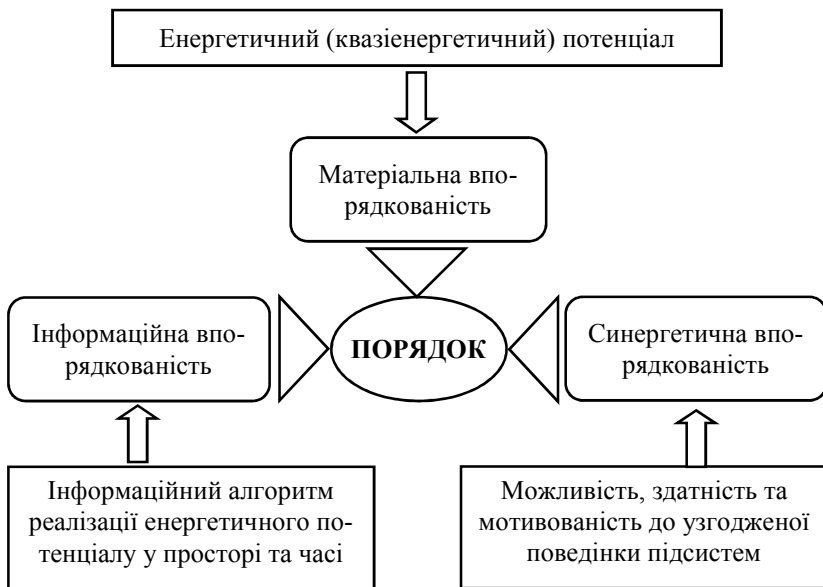 Енергетичний (квазіенергетичний) потенціал
Матеріальна впо-
рядкованість
Інформаційна впо-
рядкованість
ПОРЯДОК
Синергетична впо-
рядкованість
Інформаційний алгоритм
реалізації енергетичного по-
тенціалу у просторі та часі
Можливість, здатність та
мотивованість до узгодженої
поведінки підсистем